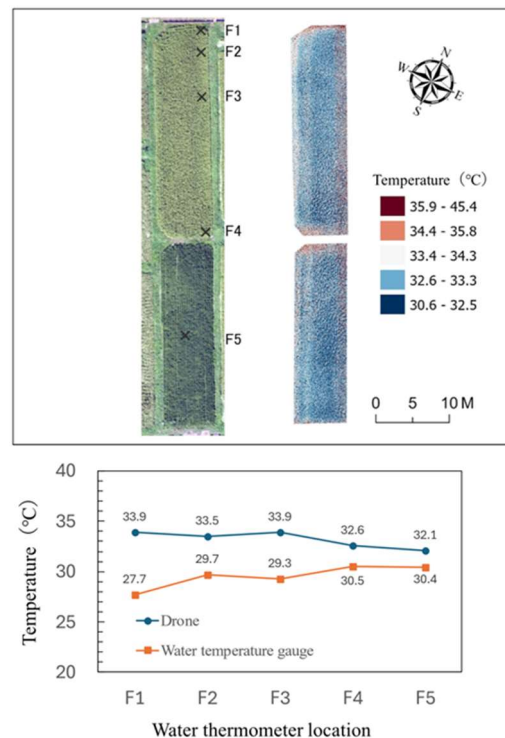 F1
F2
F3
F4
F5
N
W
E
S
Temperature (℃)
35.9 - 45.4
34.4 - 35.8
33.4 - 34.3
32.6 - 33.3
30.6 - 32.5
0 5 10 M
40
35
30
25
20
Temperature (℃)
33.9 33.5 33.9 32.6 32.1
27.7 29.7 29.3 30.5 30.4
Drone
Water temperature gauge
F1 F2 F3 F4 F5
Water thermometer location